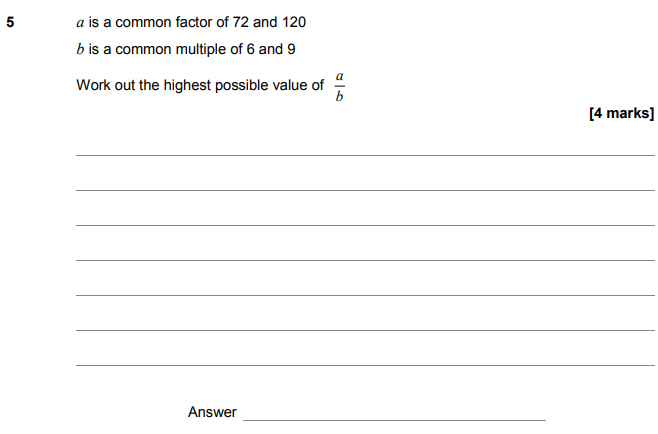 5 a is a common factor of 72 and 120
b is a common multiple of 6 and 9
Work out the highest possible value of a/b
[4 marks]
Answer